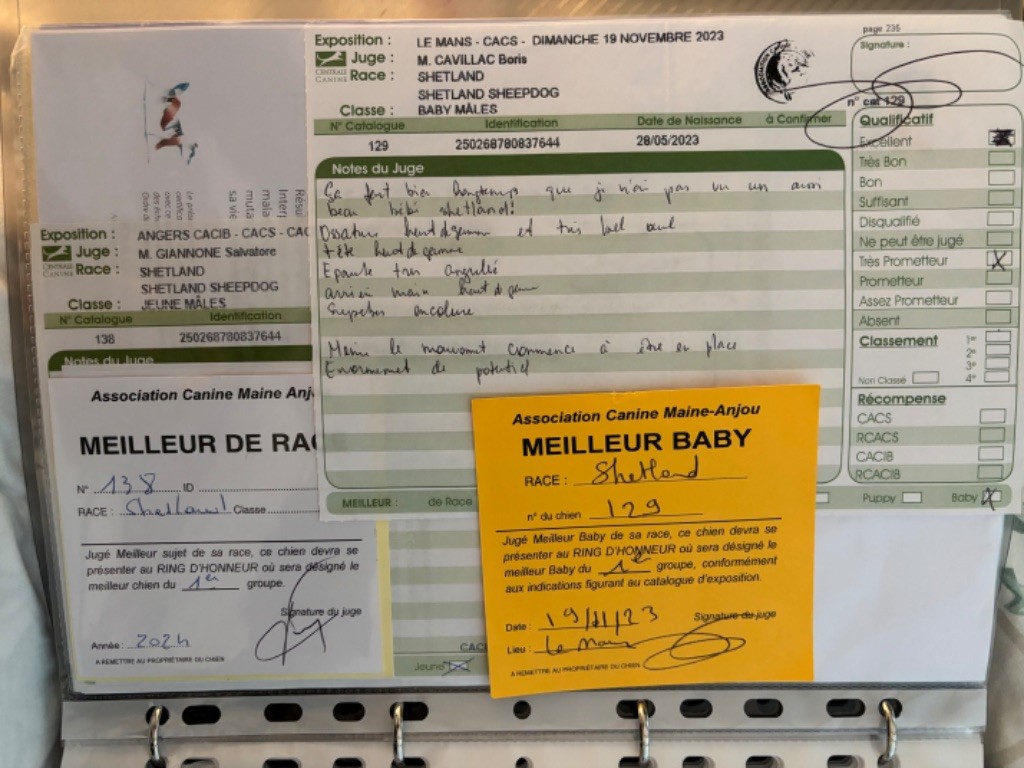 page 235
Exposition : LE MANS - CACS - DIMANCHE 19 NOVEMBRE 2023
Juge : M. CAVILLAC Boris
CENTRALE CANINE
Race : SHETLAND
SHETLAND SHEEPDOG
Classe : BABY MÂLES
Signature :
n° cat 129
N° Catalogue Identification Date de Naissance à Confirmer
129 250268780837644 28/05/2023
Notes du Juge
Ça fait bien longtemps que je n'ai pas vu un aussi
beau bébé shetland!
Ossature haut de gamme et très bel oeil
Tête haut de gamme
Epaule très angulée
arrière main haut de gamme
Superbe encolure
Même le mouvement commence à être en place
Enormément de potentiel
Qualificatif
Excellent
Très Bon
Bon
Suffisant
Disqualifié
Ne peut être jugé
Très Prometteur X
Prometteur
Assez Prometteur
Absent
Classement 1er
2e
3e
Non Classé 4e
Récompense
CACS
RCACS
CACIB
RCACIB
MEILLEUR : de Race Puppy Baby X
Exposition : ANGERS CACIB - CACS - CAC
Juge : M. GIANNONE Salvatore
CENTRALE CANINE
Race : SHETLAND
SHETLAND SHEEPDOG
Classe : JEUNE MÂLES
N° Catalogue Identification
138 250268780837644
Notes du Juge
Association Canine Maine Anj
MEILLEUR DE RA
N° 138 ID
RACE : Shetland Classe
Jugé Meilleur sujet de sa race, ce chien devra se
présenter au RING D'HONNEUR où sera désigné le
meilleur chien du 1er groupe.
Signature du juge
Année : 2024
A REMETTRE AU PROPRIÉTAIRE DU CHIEN
CACI
Jeune X
Association Canine Maine-Anjou
MEILLEUR BABY
RACE : Shetland
n° du chien 129
Jugé Meilleur Baby de sa race, ce chien devra se
présenter au RING D'HONNEUR où sera désigné le
meilleur Baby du 1er groupe, conformément
aux indications figurant au catalogue d'exposition.
Date : 19/11/23 Signature du juge
Lieu : Le Mans
A REMETTRE AU PROPRIÉTAIRE DU CHIEN